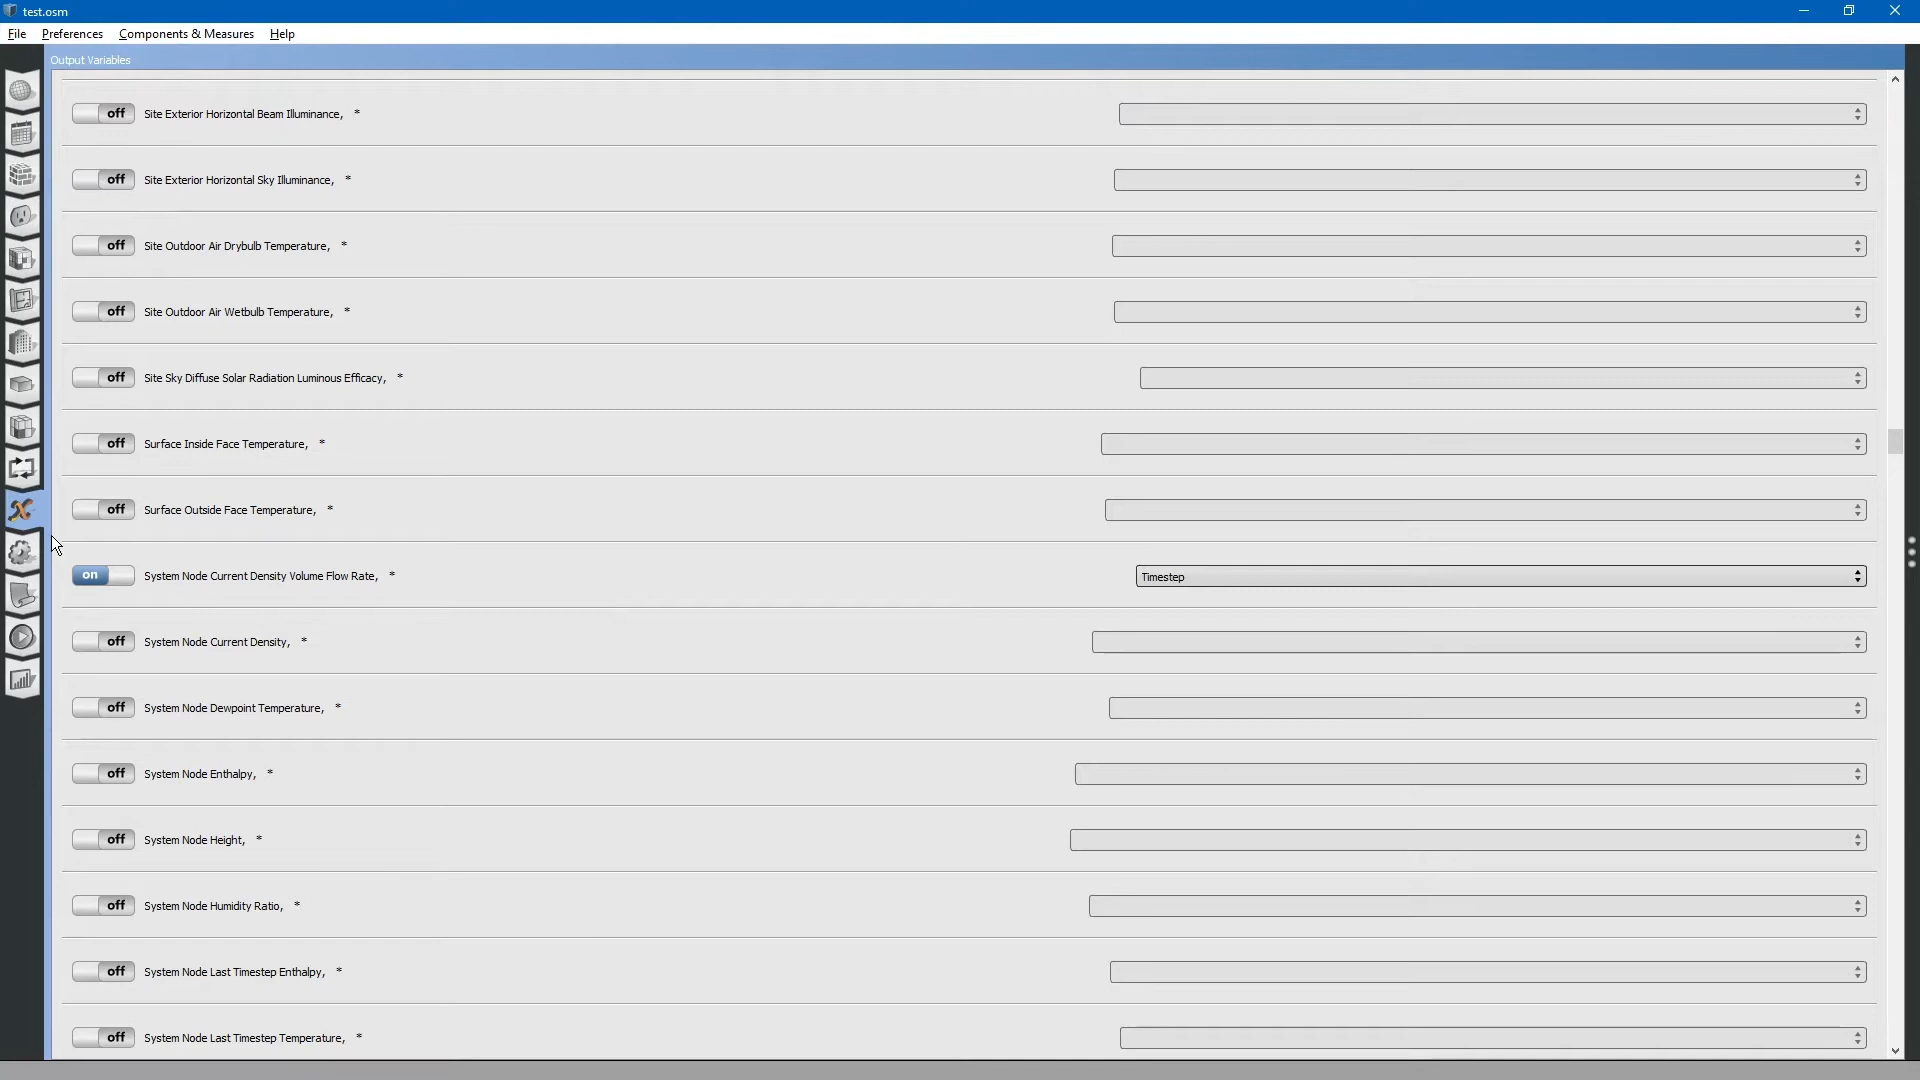 test.osm
File Preferences Components & Measures Help
Output Variables
off Site Exterior Horizontal Beam Illuminance, *
off Site Exterior Horizontal Sky Illuminance, *
off Site Outdoor Air Drybulb Temperature, *
off Site Outdoor Air Wetbulb Temperature, *
off Site Sky Diffuse Solar Radiation Luminous Efficacy, *
off Surface Inside Face Temperature, *
off Surface Outside Face Temperature, *
on System Node Current Density Volume Flow Rate, * Timestep
off System Node Current Density, *
off System Node Dewpoint Temperature, *
off System Node Enthalpy, *
off System Node Height, *
off System Node Humidity Ratio, *
off System Node Last Timestep Enthalpy, *
off System Node Last Timestep Temperature, *